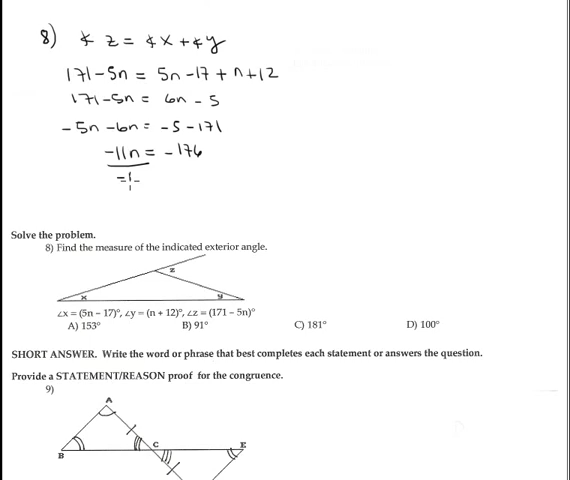 8) ∠ z = ∠ x + ∠ y
171 - 5n = 5n - 17 + n + 12
171 - 5n = 6n - 5
-5n - 6n = -5 - 171
-11n = -176
Solve the problem.
8) Find the measure of the indicated exterior angle.
z
x y
∠x = (5n − 17)°, ∠y = (n + 12)°, ∠z = (171 − 5n)°
A) 153° B) 91° C) 181° D) 100°
SHORT ANSWER. Write the word or phrase that best completes each statement or answers the question.
Provide a STATEMENT/REASON proof for the congruence.
9)
A
C E
B